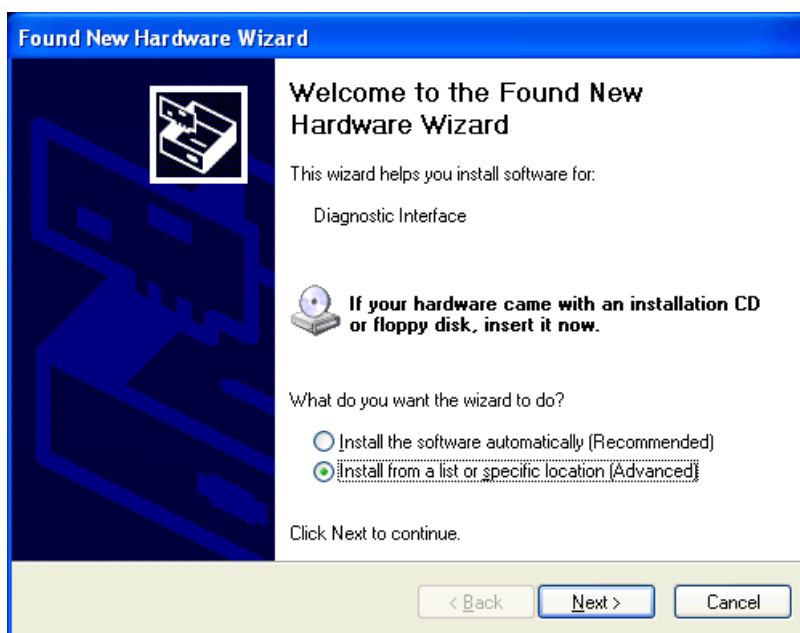 Found New Hardware Wizard
Welcome to the Found New
Hardware Wizard
This wizard helps you install software for:
Diagnostic Interface
If your hardware came with an installation CD
or floppy disk, insert it now.
What do you want the wizard to do?
Install the software automatically (Recommended)
Install from a list or specific location (Advanced)
Click Next to continue.
< Back Next > Cancel